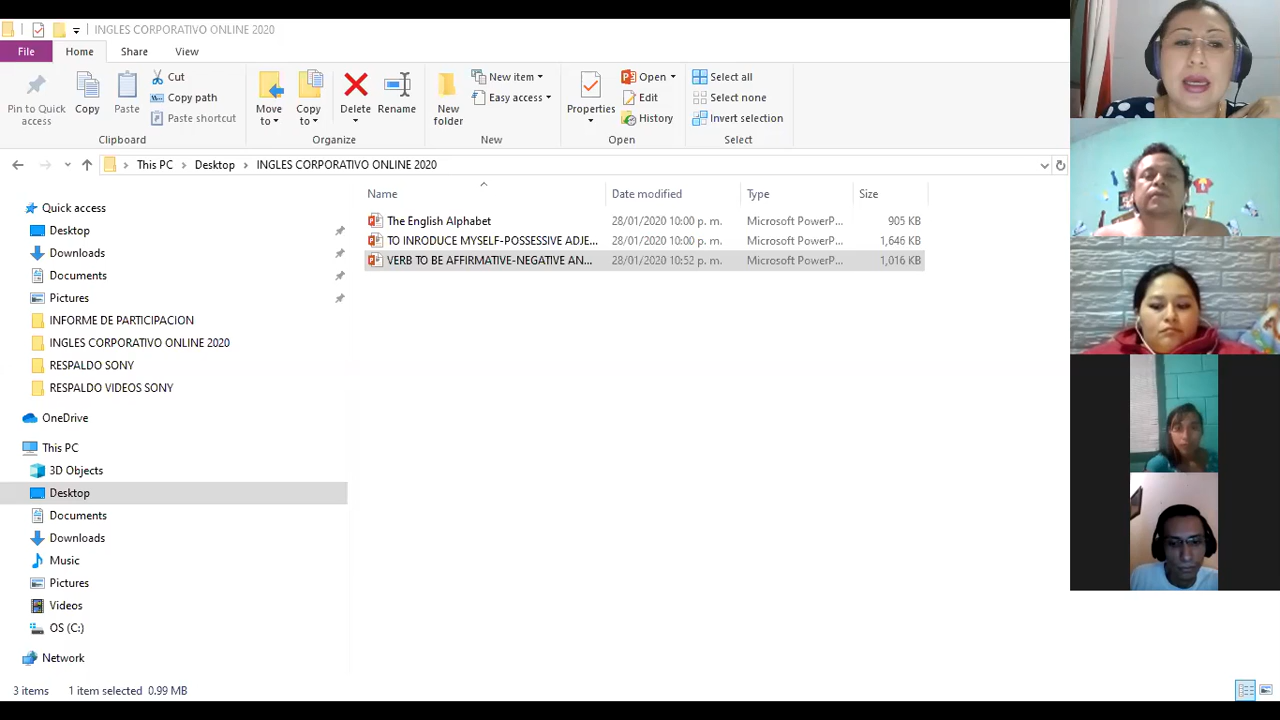 INGLES CORPORATIVO ONLINE 2020
File Home Share View
Pin to Quick access
Copy
Paste
Cut
Copy path
Paste shortcut
Clipboard
Move to
Copy to
Delete
Rename
Organize
New folder
New item
Easy access
New
Properties
Open
Edit
History
Open
Select all
Select none
Invert selection
Select
This PC > Desktop > INGLES CORPORATIVO ONLINE 2020
Name Date modified Type Size
The English Alphabet 28/01/2020 10:00 p. m. Microsoft PowerP... 905 KB
TO INRODUCE MYSELF-POSSESSIVE ADJE... 28/01/2020 10:00 p. m. Microsoft PowerP... 1,646 KB
VERB TO BE AFFIRMATIVE-NEGATIVE AN... 28/01/2020 10:52 p. m. Microsoft PowerP... 1,016 KB
Quick access
Desktop
Downloads
Documents
Pictures
INFORME DE PARTICIPACION
INGLES CORPORATIVO ONLINE 2020
RESPALDO SONY
RESPALDO VIDEOS SONY
OneDrive
This PC
3D Objects
Desktop
Documents
Downloads
Music
Pictures
Videos
OS (C:)
Network
3 items 1 item selected 0.99 MB